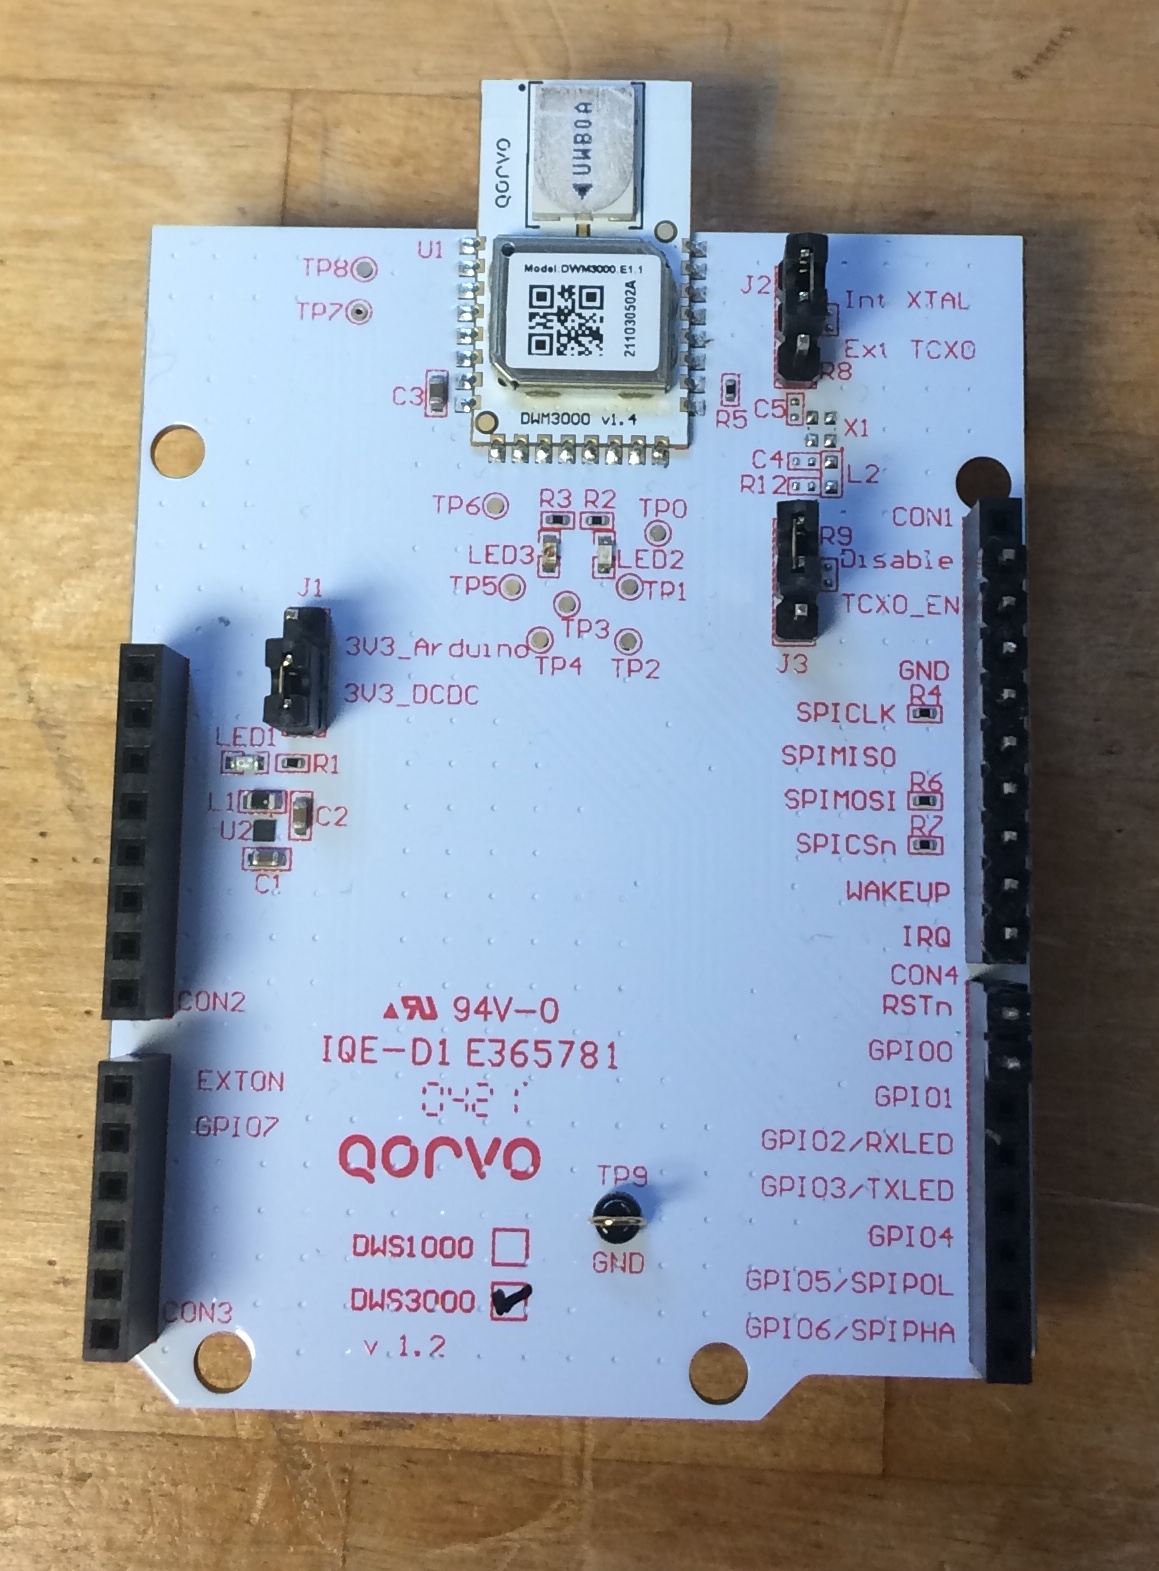 QORVO
UWB0A
Model:DWM3000.E1.1
211030502A
DWM3000 v1.4
U1
TP8
TP7
C3
J2
Int XTAL
Ext TCXO
R8
R5
C5
X1
C4
L2
R12
TP6
R3
R2
TP0
CON1
R9
LED3
LED2
Disable
TP5
TP1
J1
TCXO_EN
TP3
3V3_Arduino
TP4
TP2
J3
GND
3V3_DCDC
R4
SPICLK
LED1
R1
SPIMISO
R6
SPIMOSI
L1
C2
U2
R7
SPICSn
C1
WAKEUP
IRQ
CON4
CON2
RSTn
94V-0
IQE-D1 E365781
0421
GPIO0
EXTON
GPIO1
GPIO7
GPIO2/RXLED
QORVO
TP9
GPIO3/TXLED
GPIO4
DWS1000
GND
GPIO5/SPIPOL
DWS3000
CON3
GPIO6/SPIPHA
v 1.2